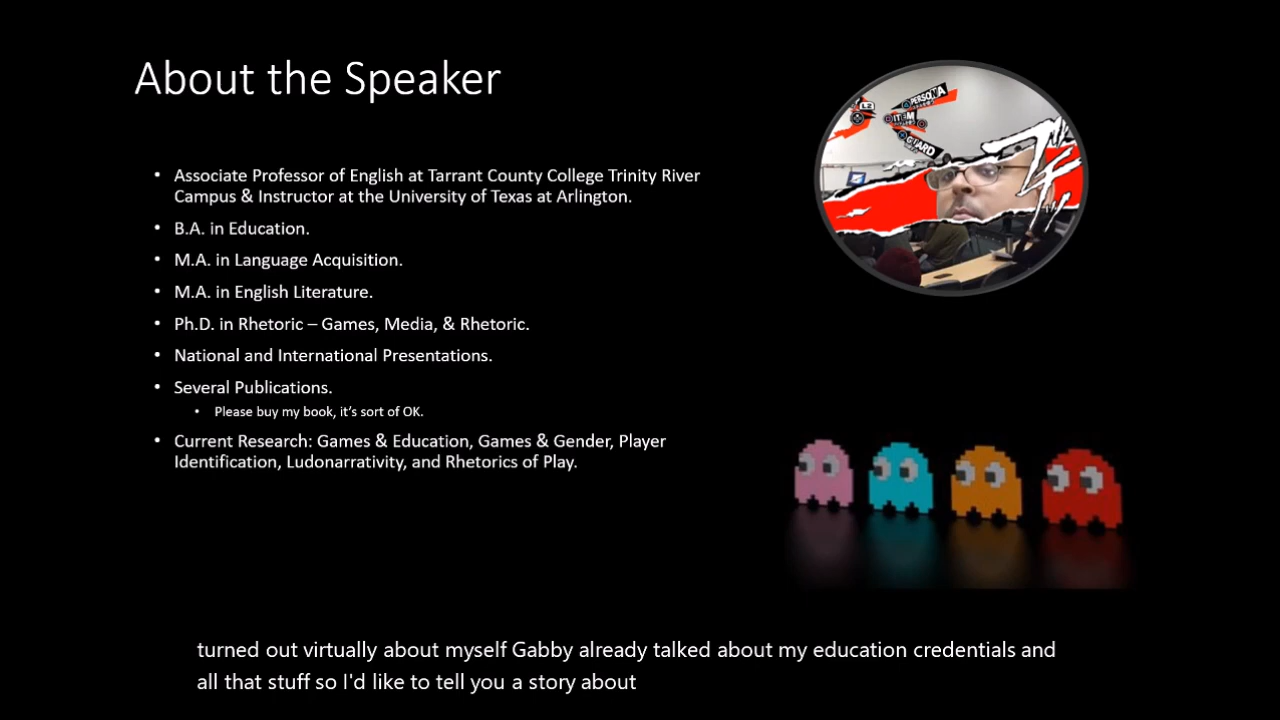 About the Speaker
L2
PERSONA
ITEM
GUARD
• Associate Professor of English at Tarrant County College Trinity River
Campus & Instructor at the University of Texas at Arlington.
• B.A. in Education.
• M.A. in Language Acquisition.
• M.A. in English Literature.
• Ph.D. in Rhetoric – Games, Media, & Rhetoric.
• National and International Presentations.
• Several Publications.
• Please buy my book, it’s sort of OK.
• Current Research: Games & Education, Games & Gender, Player
Identification, Ludonarrativity, and Rhetorics of Play.
turned out virtually about myself Gabby already talked about my education credentials and
all that stuff so I'd like to tell you a story about